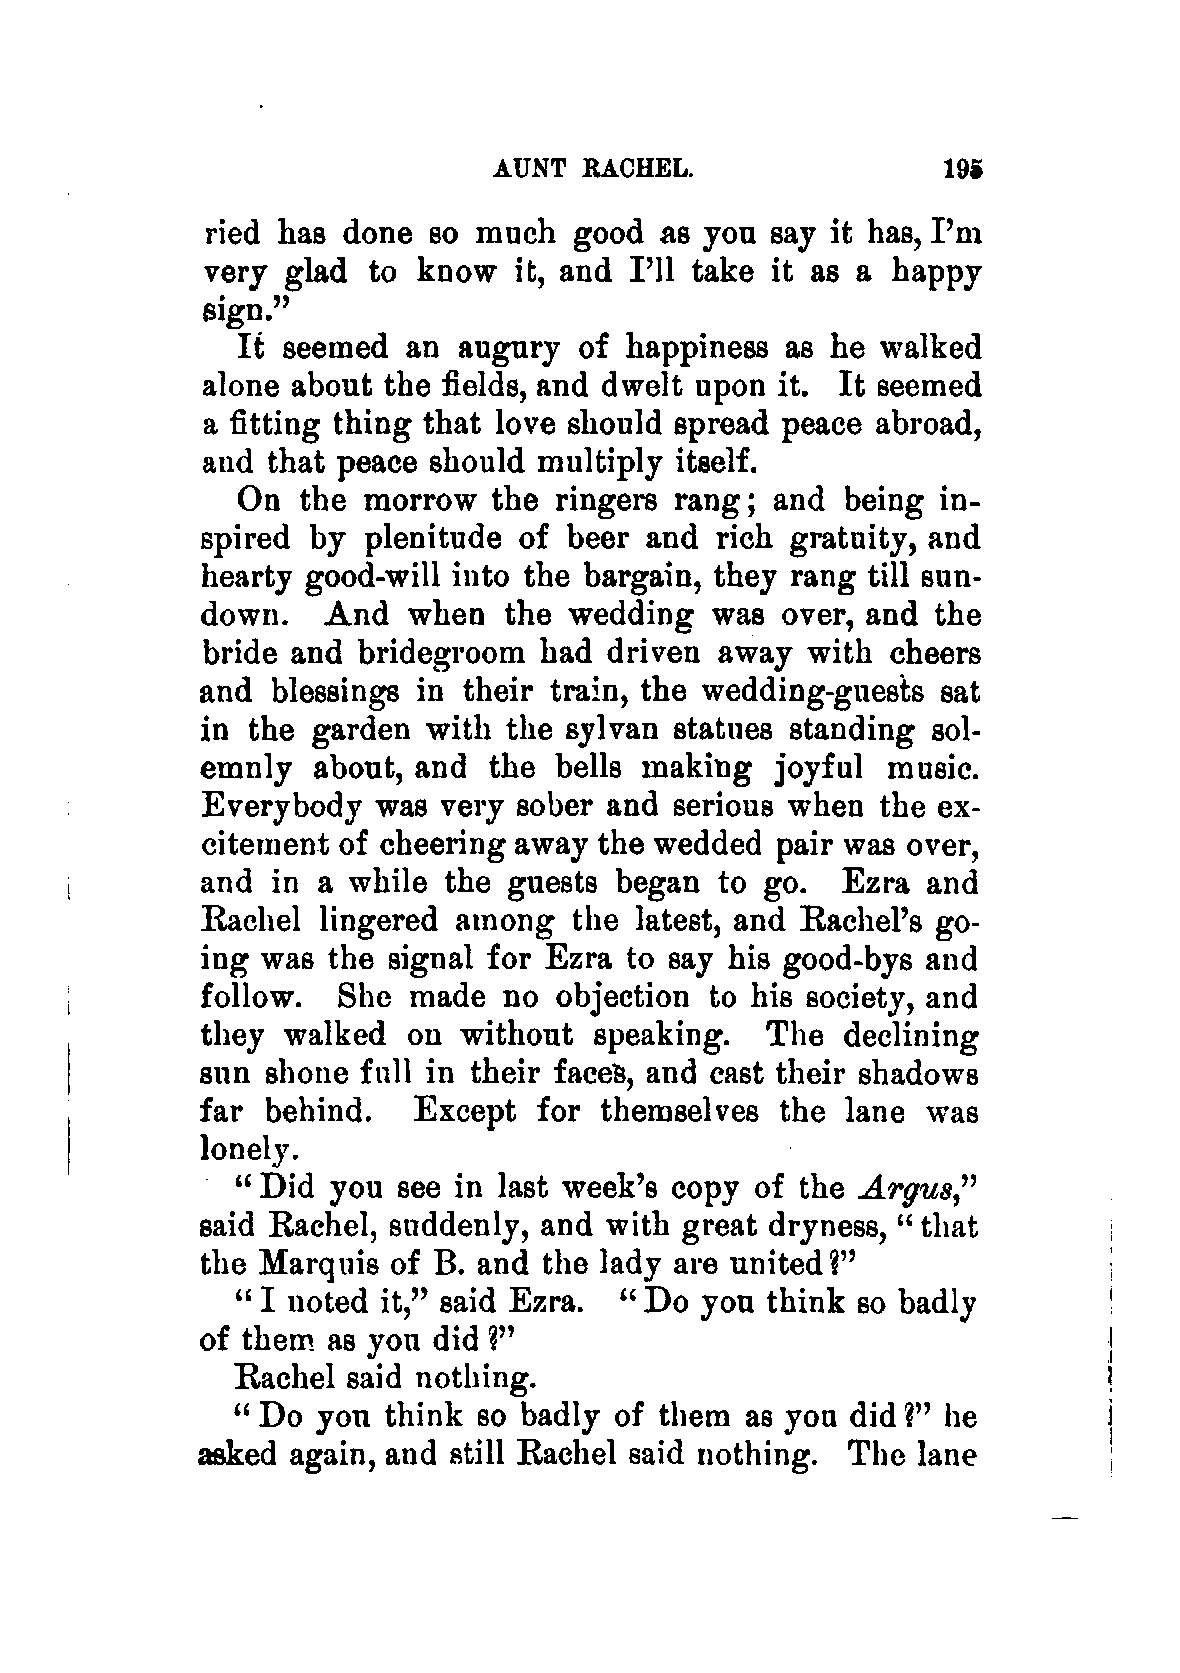 AUNT RACHEL. 195
ried has done so much good as you say it has, I'm
very glad to know it, and I'll take it as a happy
sign."
It seemed an augury of happiness as he walked
alone about the fields, and dwelt upon it. It seemed
a fitting thing that love should spread peace abroad,
and that peace should multiply itself.
On the morrow the ringers rang; and being in-
spired by plenitude of beer and rich gratuity, and
hearty good-will into the bargain, they rang till sun-
down. And when the wedding was over, and the
bride and bridegroom had driven away with cheers
and blessings in their train, the wedding-guests sat
in the garden with the sylvan statues standing sol-
emnly about, and the bells making joyful music.
Everybody was very sober and serious when the ex-
citement of cheering away the wedded pair was over,
and in a while the guests began to go. Ezra and
Rachel lingered among the latest, and Rachel's go-
ing was the signal for Ezra to say his good-bys and
follow. She made no objection to his society, and
they walked on without speaking. The declining
sun shone full in their faces, and cast their shadows
far behind. Except for themselves the lane was
lonely.
"Did you see in last week's copy of the Argus,"
said Rachel, suddenly, and with great dryness, "that
the Marquis of B. and the lady are united?"
"I noted it," said Ezra. "Do you think so badly
of them as you did?"
Rachel said nothing.
"Do you think so badly of them as you did?" he
asked again, and still Rachel said nothing. The lane